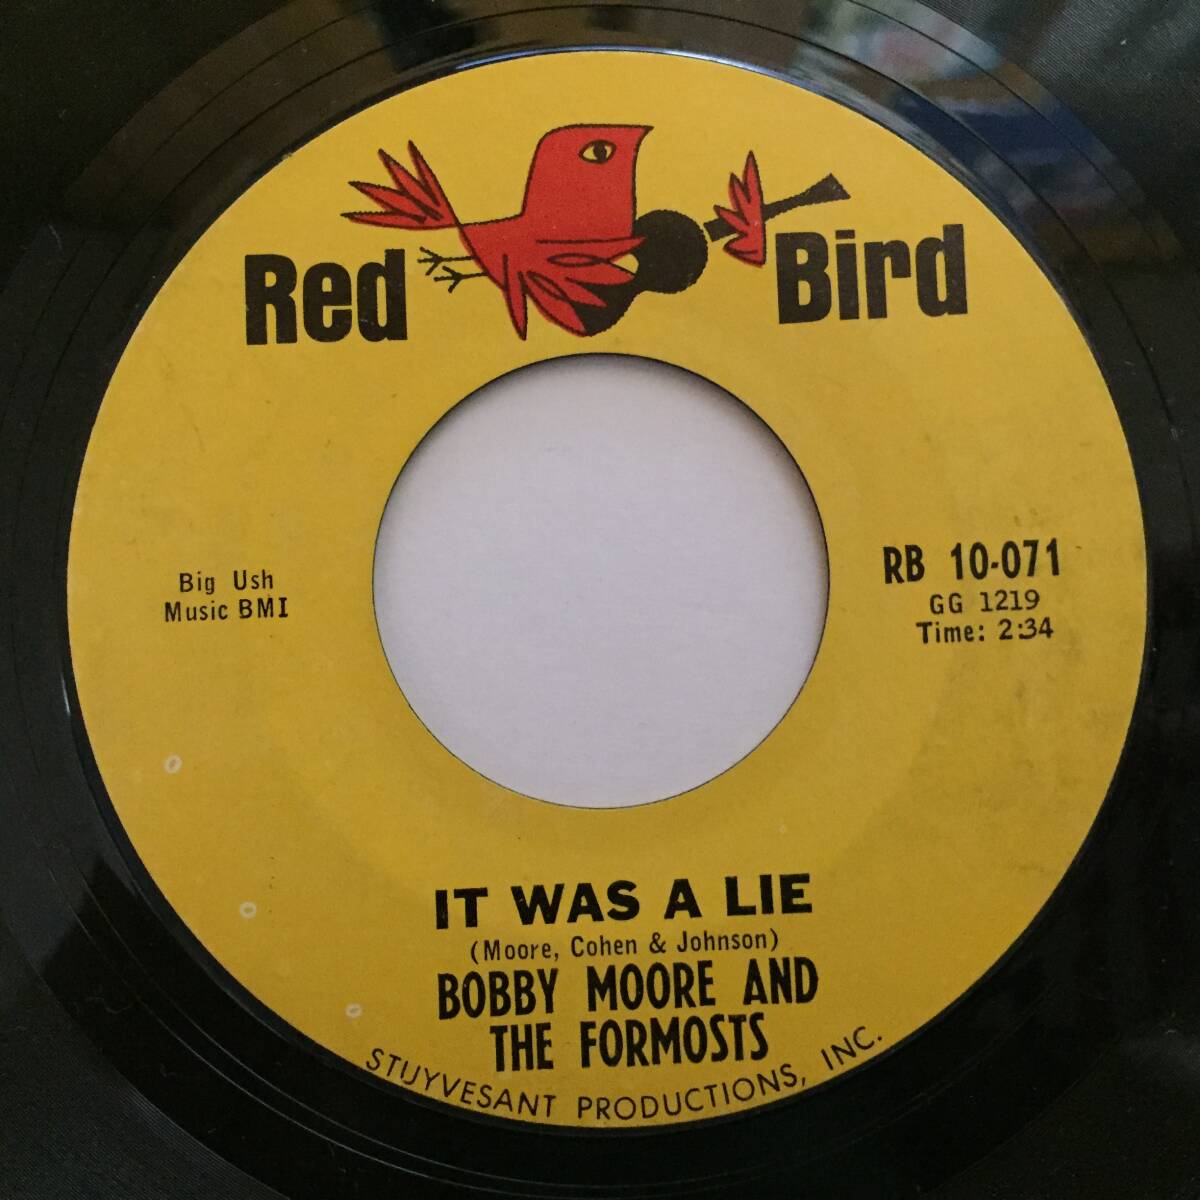 Red Bird
Big Ush
Music BMI
RB 10-071
GG 1219
Time: 2:34
IT WAS A LIE
(Moore, Cohen & Johnson)
BOBBY MOORE AND
THE FORMOSTS
STUYVESANT PRODUCTIONS, INC.